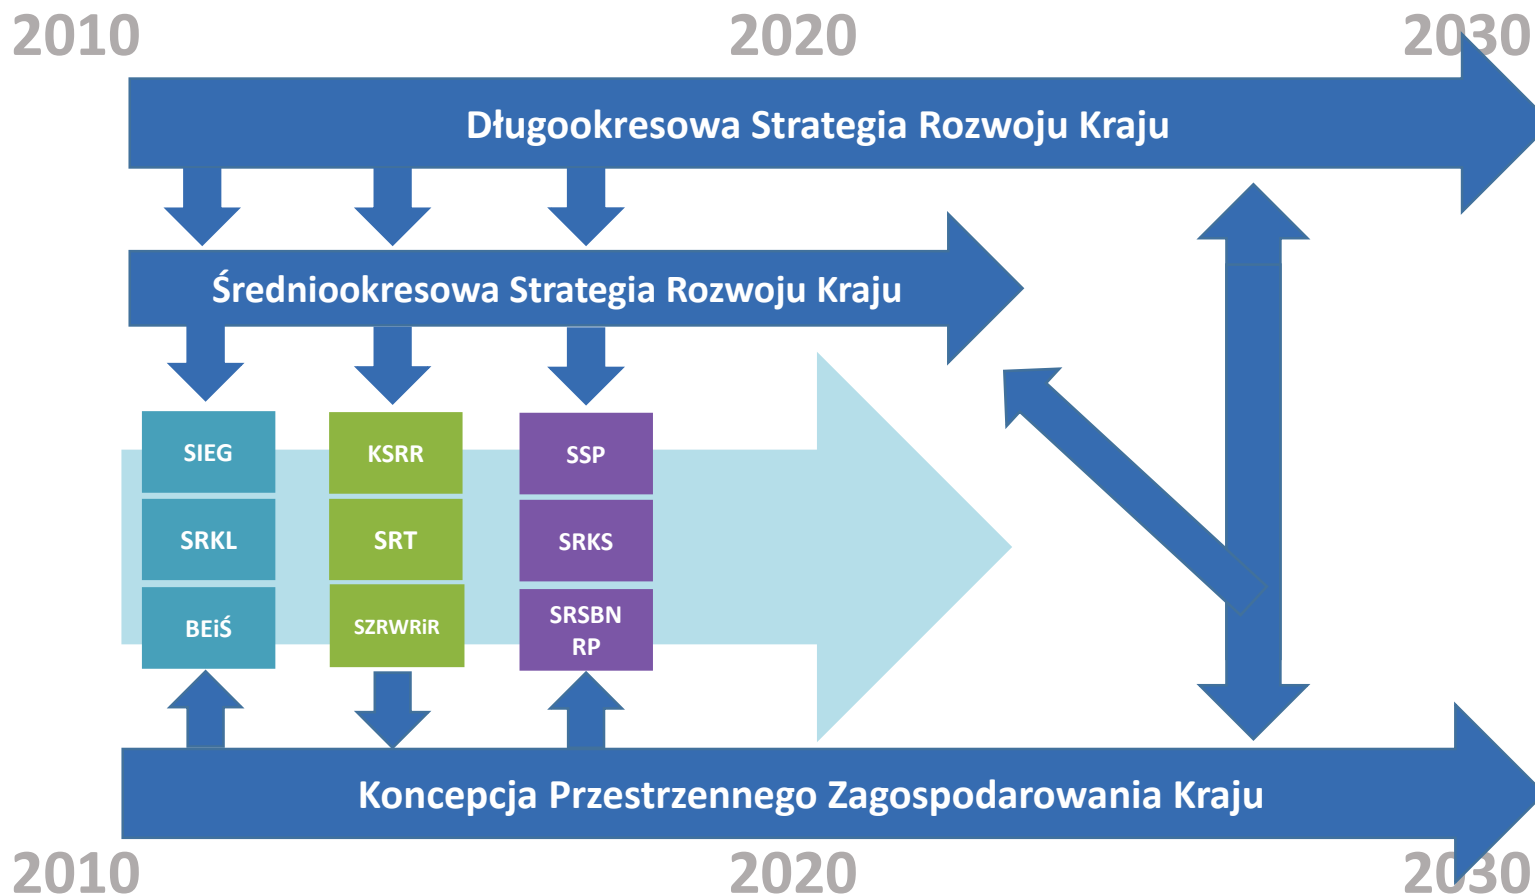 2010 2020 2030
Długookresowa Strategia Rozwoju Kraju
Średniookresowa Strategia Rozwoju Kraju
SIEG KSRR SSP
SRKL SRT SRKS
BEiŚ SZRWRiR SRSBN
RP
Koncepcja Przestrzennego Zagospodarowania Kraju
2010 2020 2030